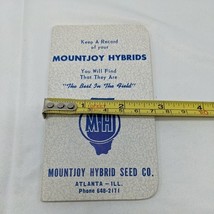 Keep A Record
of your
MOUNTJOY HYBRIDS
You Will Find
That They Are
"The Best In The Field"
MH
MOUNTJOY HYBRID SEED CO.
ATLANTA - ILL.
Phone 648-2171